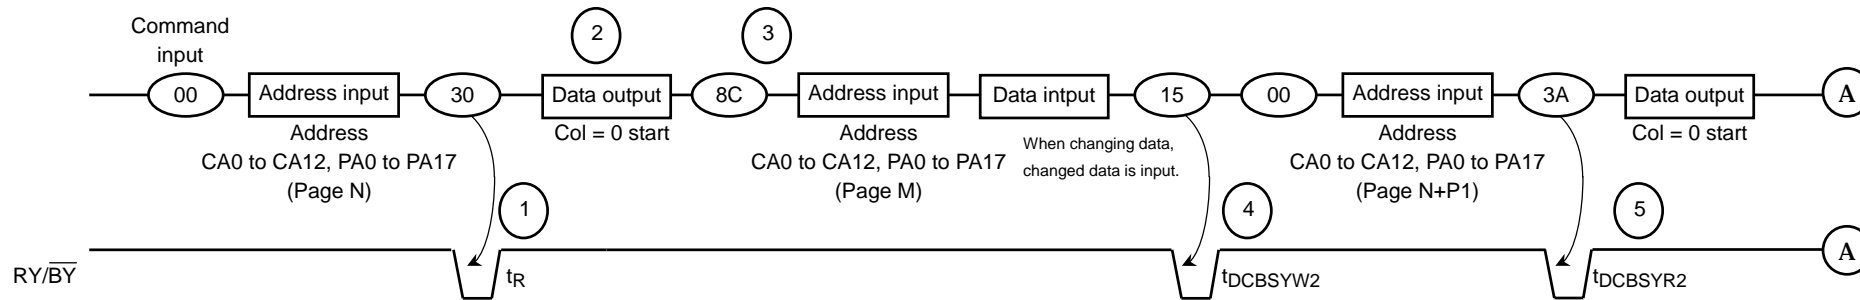 Command
input
2
3
00
Address input
30
Data output
8C
Address input
Data intput
15
00
Address input
3A
Data output
A
Address
CA0 to CA12, PA0 to PA17
(Page N)
Col = 0 start
Address
CA0 to CA12, PA0 to PA17
(Page M)
When changing data,
changed data is input.
Address
CA0 to CA12, PA0 to PA17
(Page N+P1)
Col = 0 start
1
4
5
RY/BY
tR
tDCBSYW2
tDCBSYR2
A